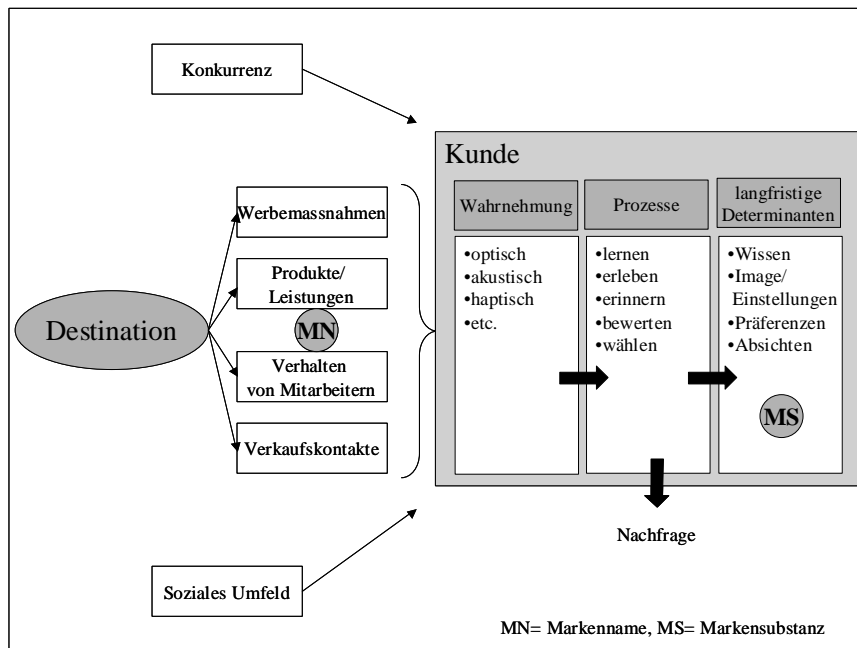 Konkurrenz
Kunde
Wahrnehmung
Prozesse
langfristige
Determinanten
Werbemassnahmen
Produkte/
Leistungen
MN
Destination
Verhalten
von Mitarbeitern
Verkaufskontakte
•optisch
•akustisch
•haptisch
•etc.
•lernen
•erleben
•erinnern
•bewerten
•wählen
•Wissen
•Image/
Einstellungen
•Präferenzen
•Absichten
MS
Nachfrage
Soziales Umfeld
MN= Markenname, MS= Markensubstanz